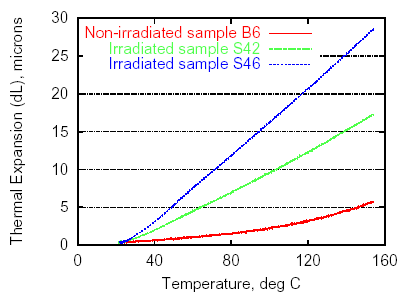 Thermal Expansion (dL), microns
30
25
20
15
10
5
0
Non-irradiated sample B6
Irradiated sample S42
Irradiated sample S46
0 40 80 120 160
Temperature, deg C